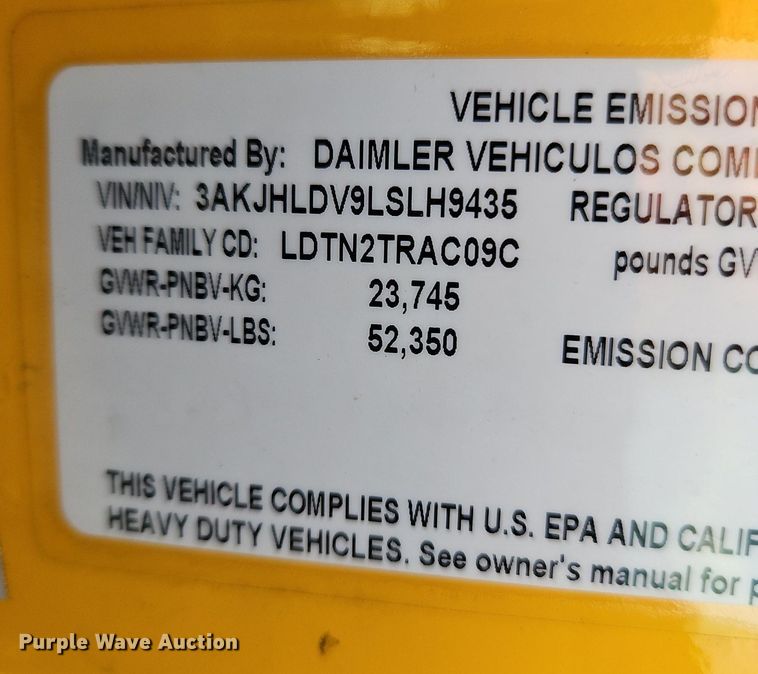 VEHICLE EMISSION
Manufactured By: DAIMLER VEHICULOS COM
VIN/NIV: 3AKJHLDV9LSLH9435 REGULATOR
VEH FAMILY CD: LDTN2TRAC09C pounds GV
GVWR-PNBV-KG: 23,745
GVWR-PNBV-LBS: 52,350 EMISSION CO
THIS VEHICLE COMPLIES WITH U.S. EPA AND CALIF
HEAVY DUTY VEHICLES. See owner's manual for p
Purple Wave Auction